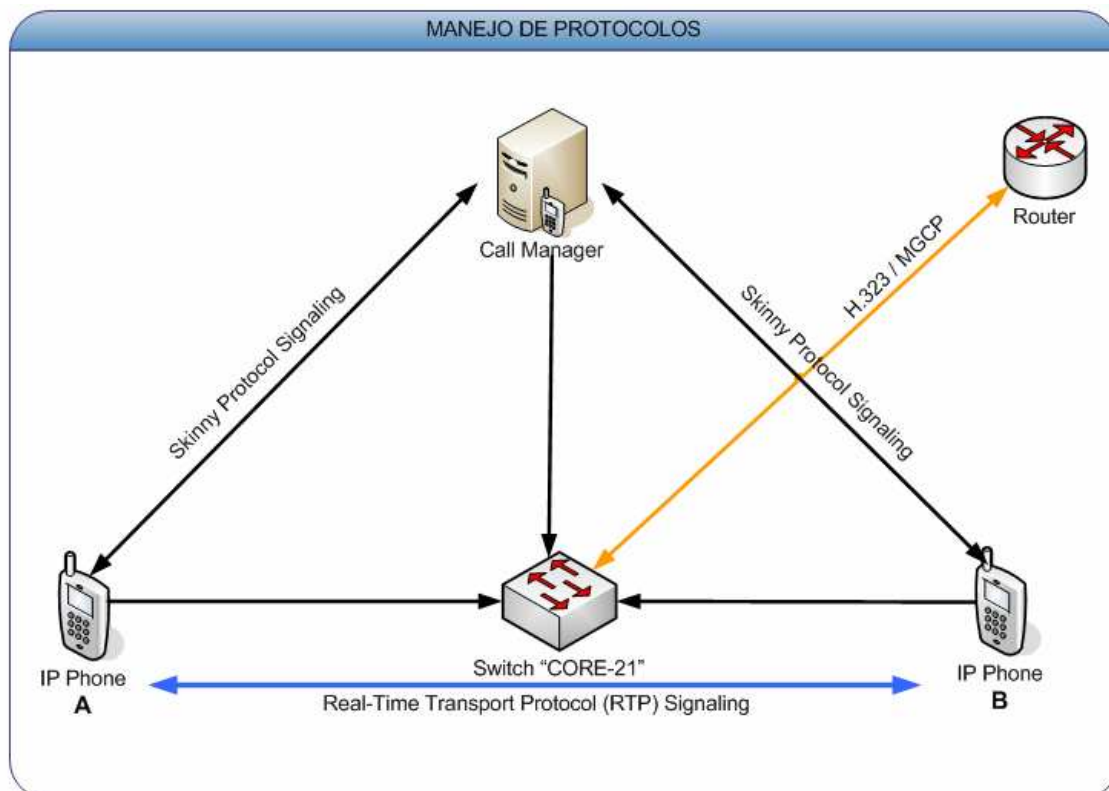 MANEJO DE PROTOCOLOS
Call Manager
Router
Skinny Protocol Signaling
Skinny Protocol Signaling
H.323 / MGCP
IP Phone
A
Switch “CORE-21”
IP Phone
B
Real-Time Transport Protocol (RTP) Signaling